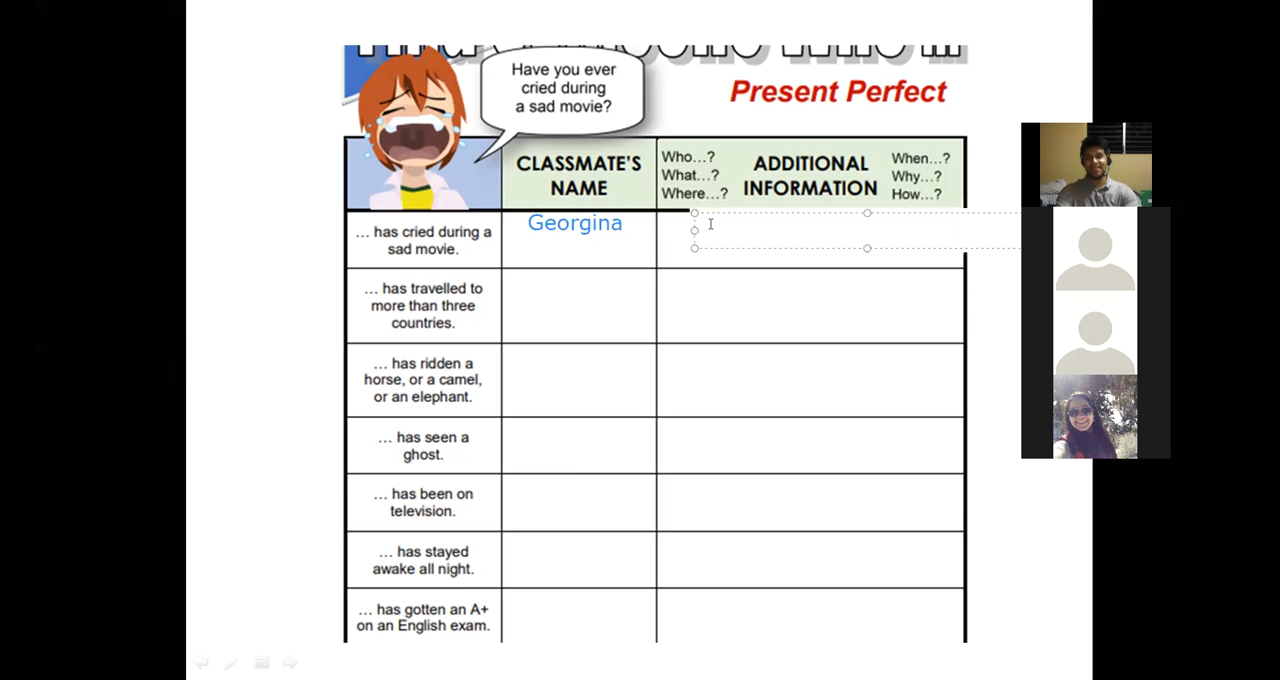 Have you ever
cried during
a sad movie?
Present Perfect
CLASSMATE'S
NAME
Who...?
What...?
Where...?
ADDITIONAL
INFORMATION
When...?
Why...?
How...?
... has cried during a
sad movie.
Georgina
... has travelled to
more than three
countries.
... has ridden a
horse, or a camel,
or an elephant.
... has seen a
ghost.
... has been on
television.
... has stayed
awake all night.
... has gotten an A+
on an English exam.